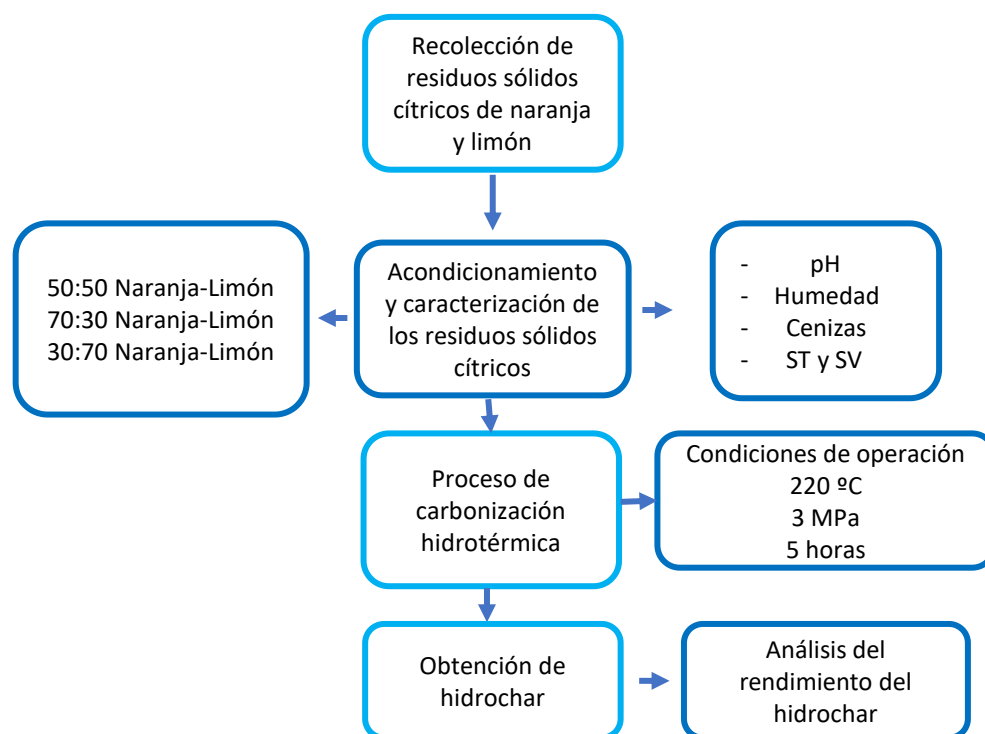 Recolección de
residuos sólidos
cítricos de naranja
y limón
50:50 Naranja-Limón
70:30 Naranja-Limón
30:70 Naranja-Limón
Acondicionamiento
y caracterización de
los residuos sólidos
cítricos
- pH
- Humedad
- Cenizas
- ST y SV
Proceso de
carbonización
hidrotérmica
Condiciones de operación
220 ºC
3 MPa
5 horas
Obtención de
hidrochar
Análisis del
rendimiento del
hidrochar